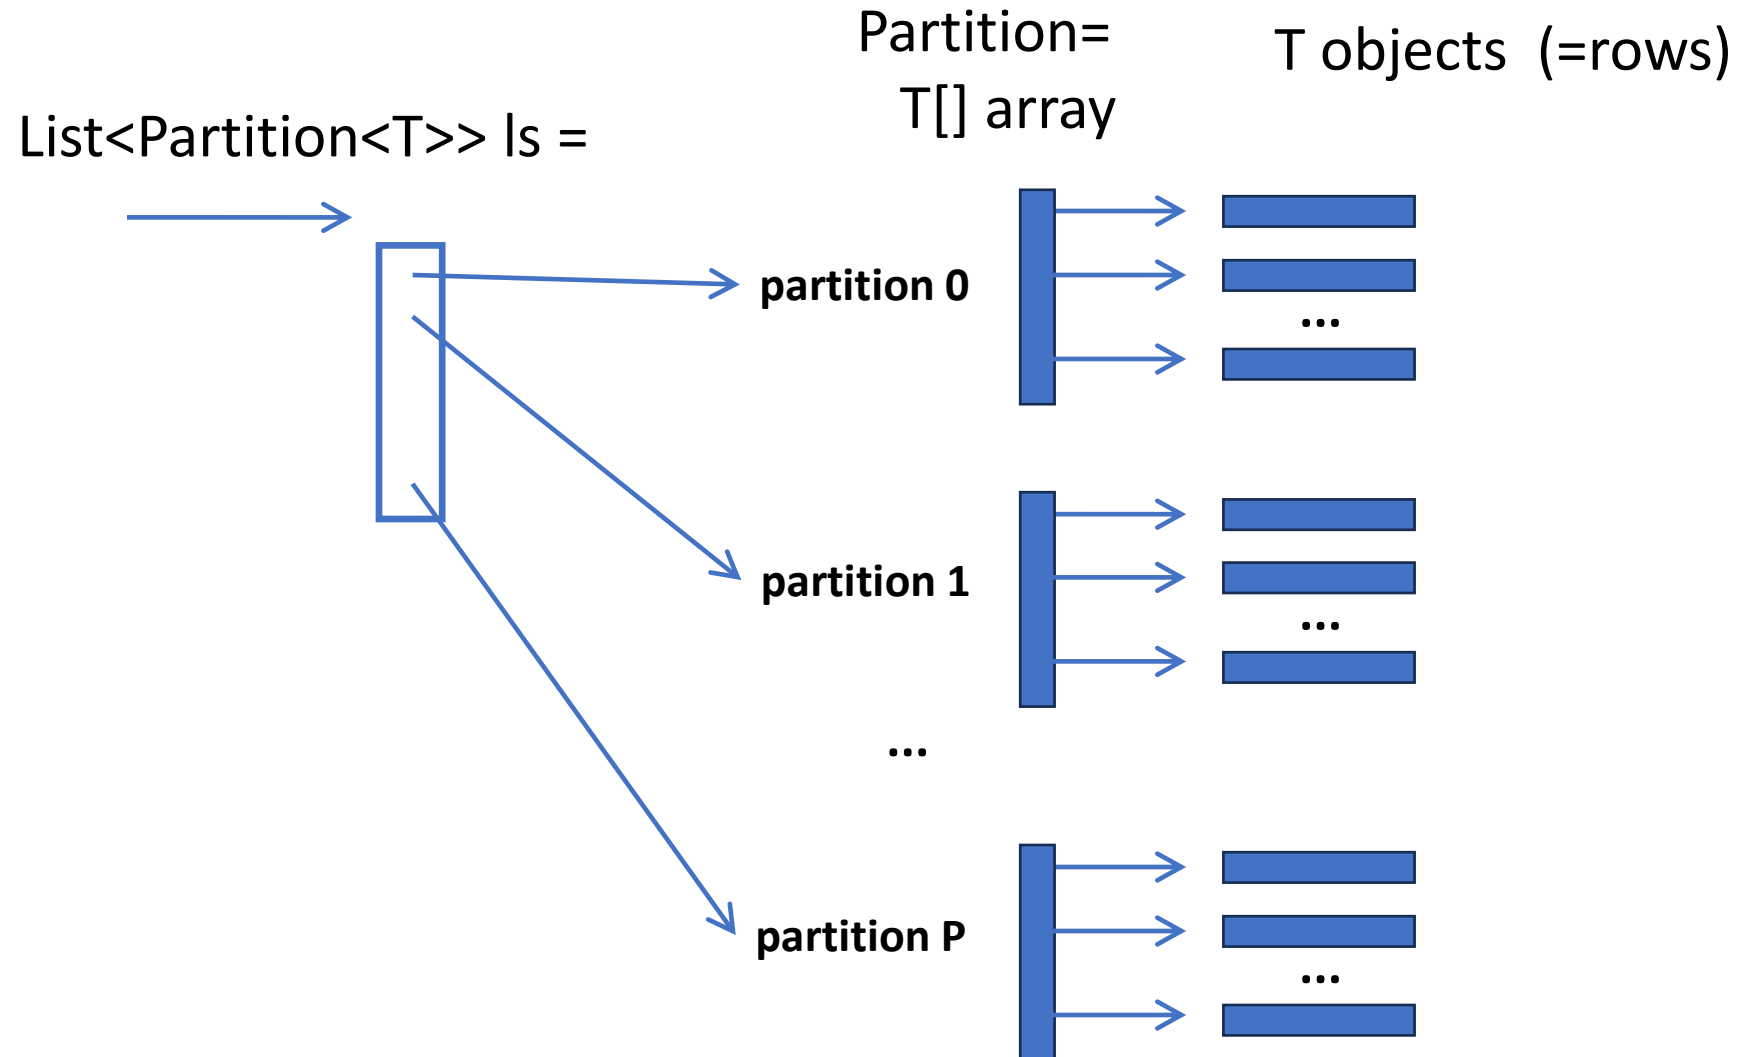 Partition=
T[] array
T objects (=rows)
List<Partition<T>> ls =
partition 0
...
partition 1
...
...
partition P
...